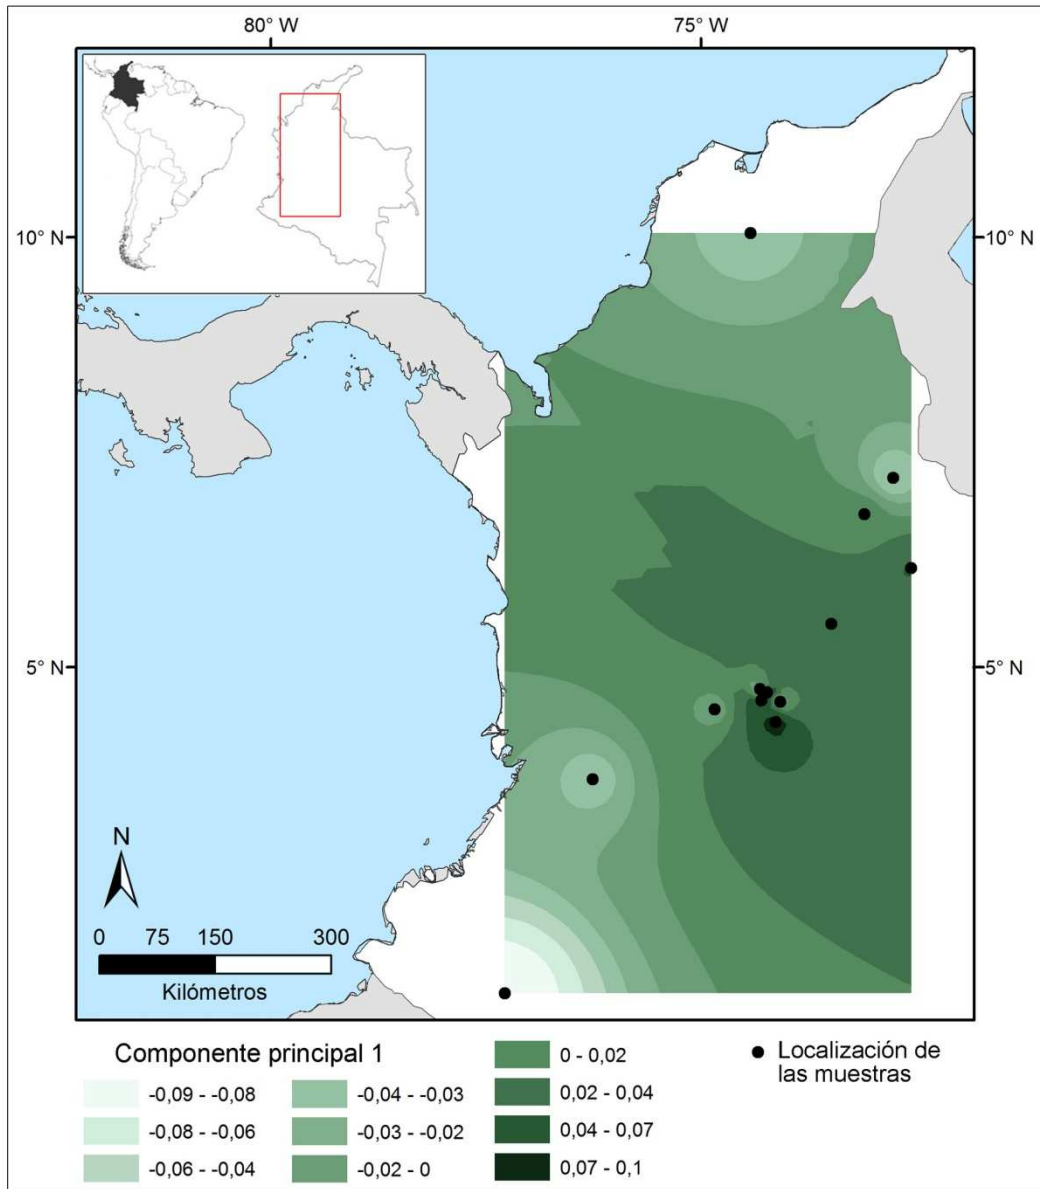 80° W
75° W
10° N
10° N
5° N
5° N
N
0 75 150 300
Kilómetros
Componente principal 1
-0,09 - -0,08
-0,08 - -0,06
-0,06 - -0,04
-0,04 - -0,03
-0,03 - -0,02
-0,02 - 0
0 - 0,02
0,02 - 0,04
0,04 - 0,07
0,07 - 0,1
Localización de
las muestras